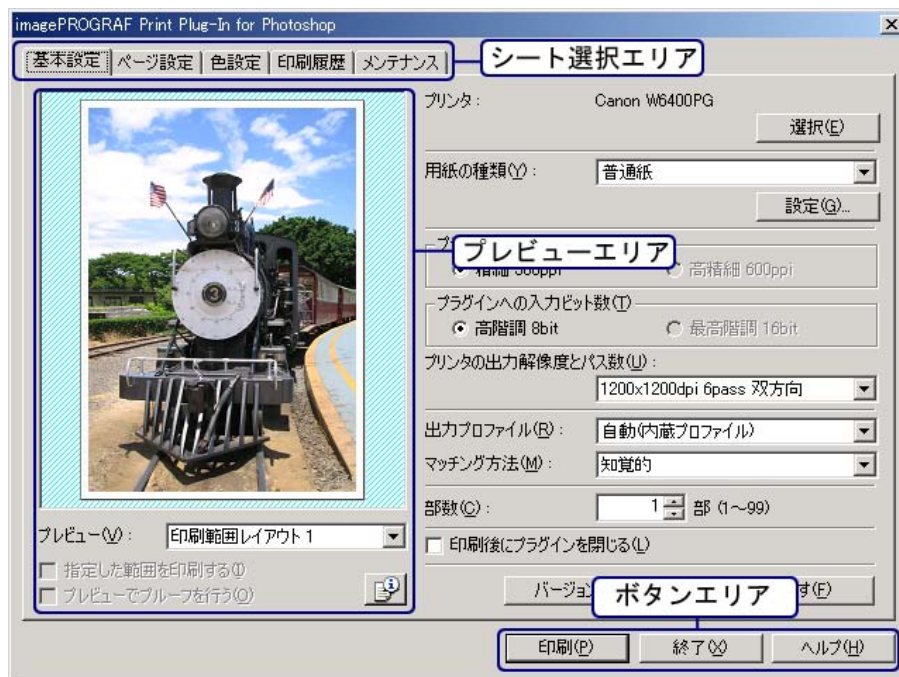 imagePROGRAF Print Plug-In for Photoshop
基本設定 ページ設定 色設定 印刷履歴 メンテナンス
シート選択エリア
プリンタ: Canon W6400PG
選択(E)
用紙の種類(Y): 普通紙
設定(G)...
プレビューエリア
高精細 600ppi
プラグインへの入力ビット数(T)
高階調 8bit 最高階調 16bit
プリンタの出力解像度とパス数(U):
1200x1200dpi 6pass 双方向
出力プロファイル(R): 自動(内蔵プロファイル)
マッチング方法(M): 知覚的
部数(C): 1 部 (1～99)
印刷後にプラグインを閉じる(L)
3
プレビュー(V): 印刷範囲レイアウト 1
指定した範囲を印刷する(I)
プレビューでプルーフを行う(O)
バージョン
す(F)
ボタンエリア
印刷(P) 終了(X) ヘルプ(H)